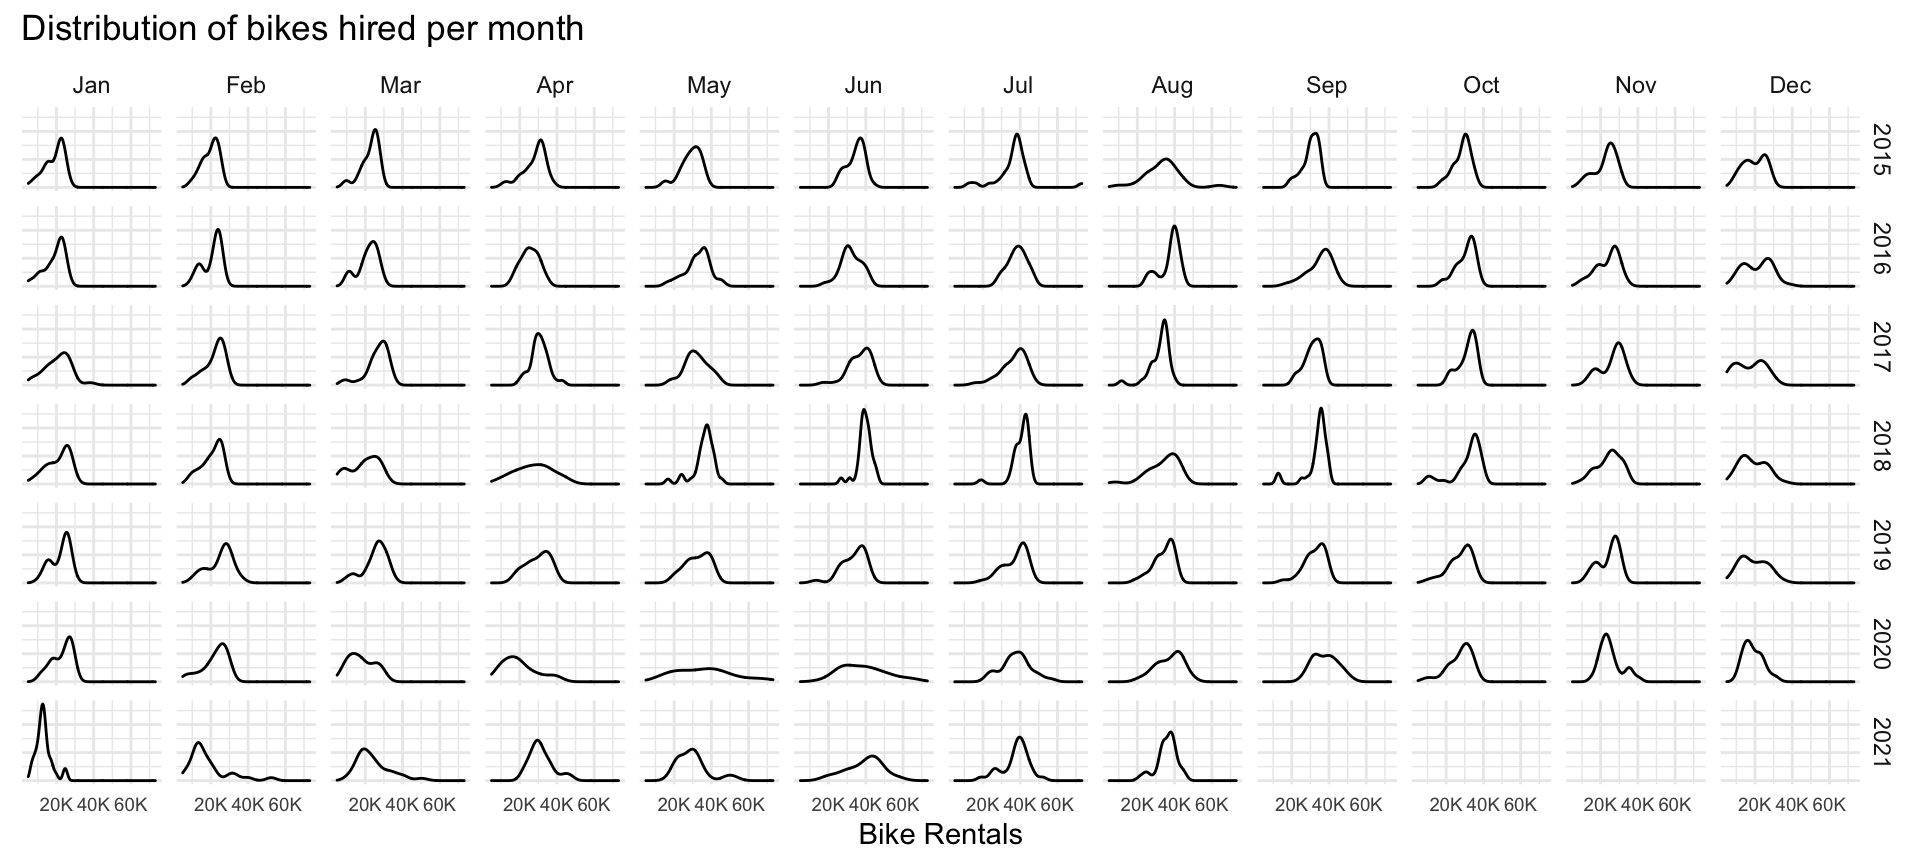 Distribution of bikes hired per month
Jan Feb Mar Apr May Jun Jul Aug Sep Oct Nov Dec
2015
2016
2017
2018
2019
2020
2021
20K 40K 60K 20K 40K 60K 20K 40K 60K 20K 40K 60K 20K 40K 60K 20K 40K 60K 20K 40K 60K 20K 40K 60K 20K 40K 60K 20K 40K 60K 20K 40K 60K 20K 40K 60K
Bike Rentals